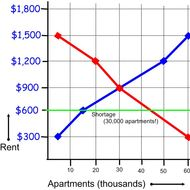 $1,800
$1,500
$1,200
$900
$600
Shortage
(30,000 apartments!)
$300
Rent
10 20 30 40 50 60
Apartments (thousands)